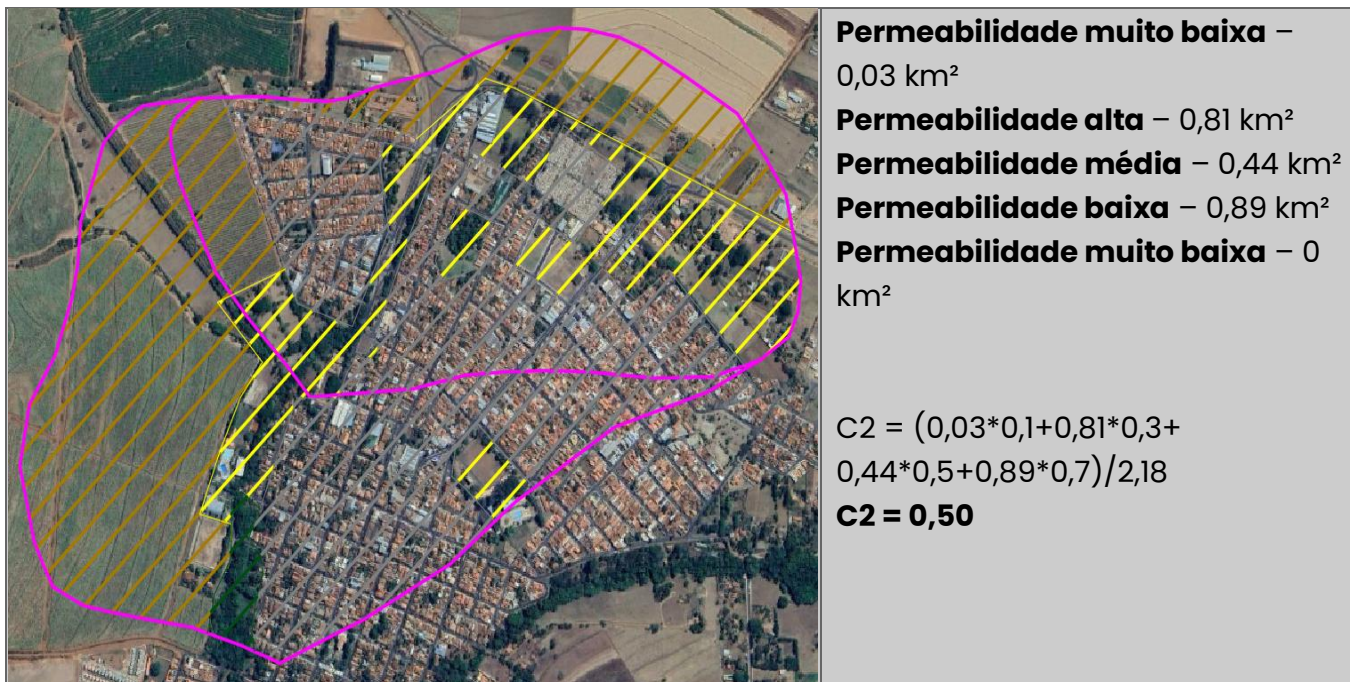 Permeabilidade muito baixa –
0,03 km²
Permeabilidade alta – 0,81 km²
Permeabilidade média – 0,44 km²
Permeabilidade baixa – 0,89 km²
Permeabilidade muito baixa – 0
km²
C2 = (0,03*0,1+0,81*0,3+
0,44*0,5+0,89*0,7)/2,18
C2 = 0,50